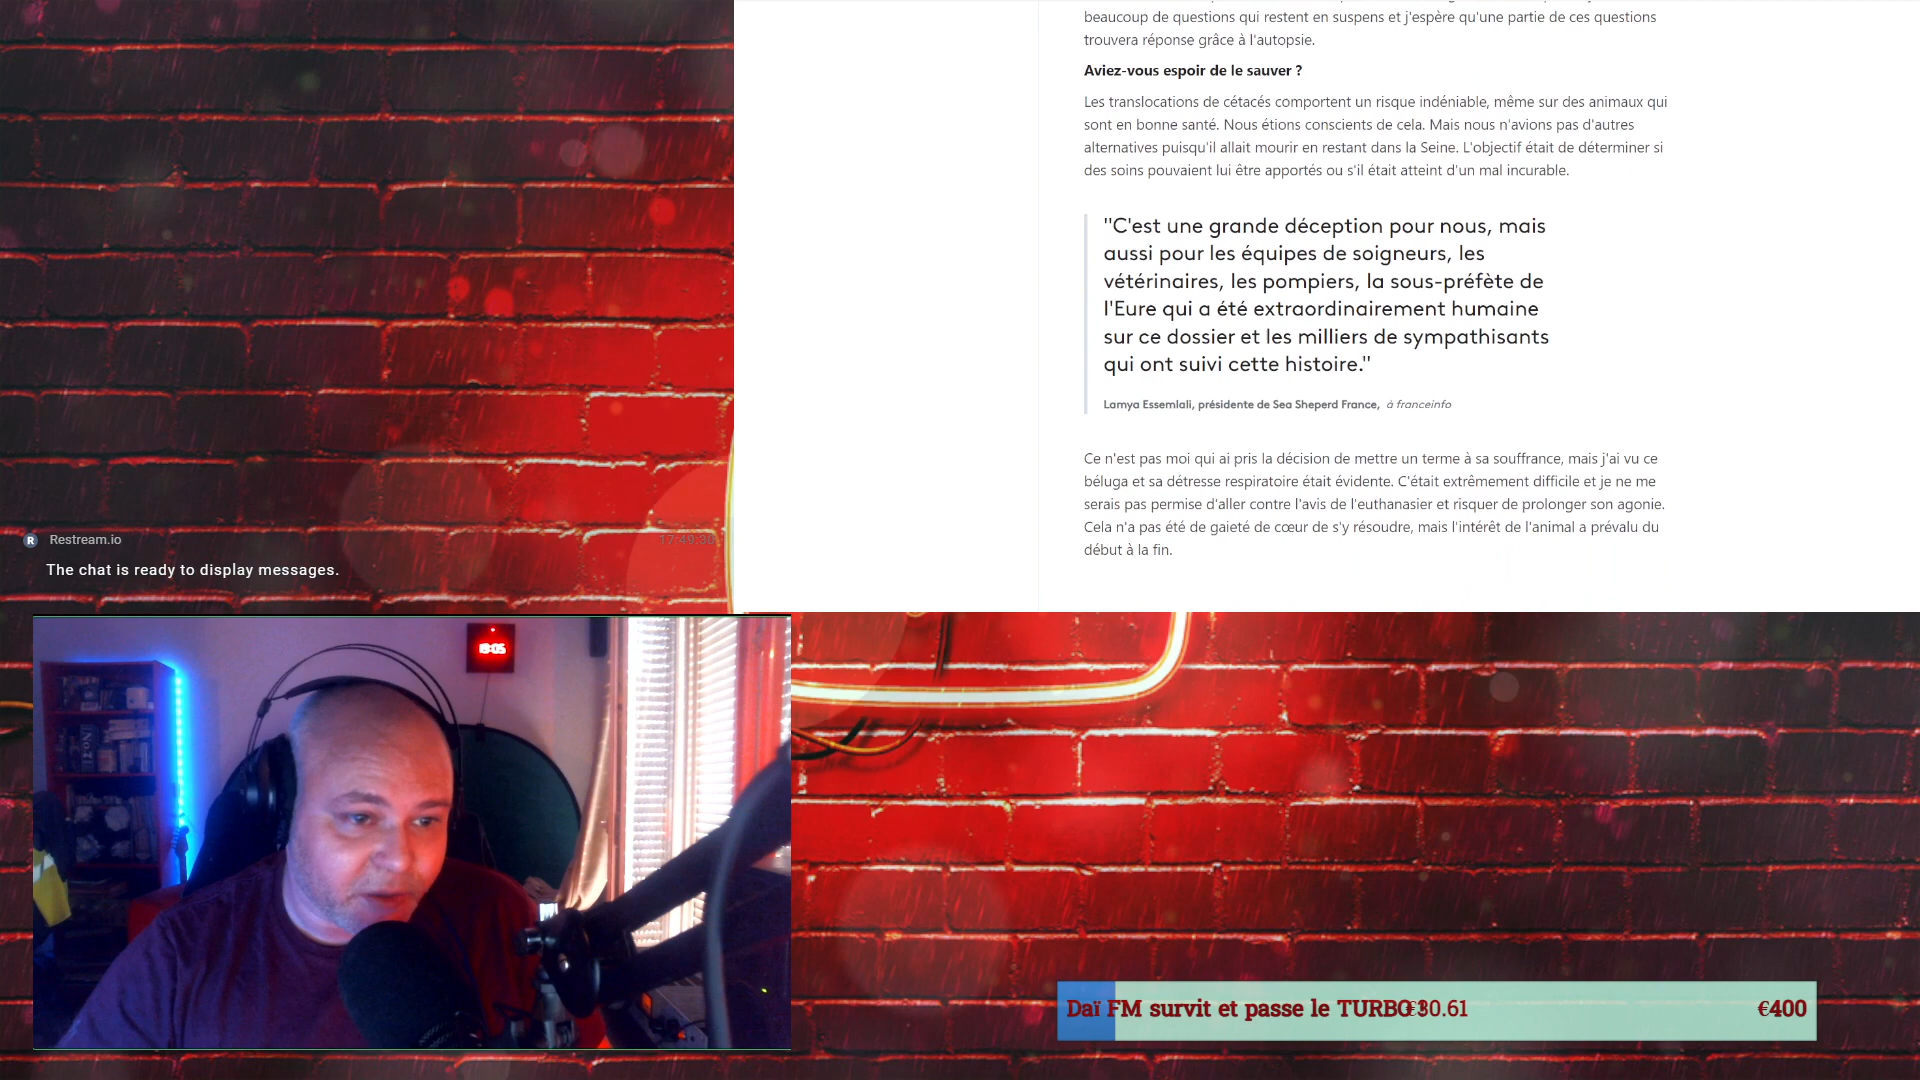 beaucoup de questions qui restent en suspens et j'espère qu'une partie de ces questions
trouvera réponse grâce à l'autopsie.
Aviez-vous espoir de le sauver ?
Les translocations de cétacés comportent un risque indéniable, même sur des animaux qui
sont en bonne santé. Nous étions conscients de cela. Mais nous n'avions pas d'autres
alternatives puisqu'il allait mourir en restant dans la Seine. L'objectif était de déterminer si
des soins pouvaient lui être apportés ou s'il était atteint d'un mal incurable.
"C'est une grande déception pour nous, mais
aussi pour les équipes de soigneurs, les
vétérinaires, les pompiers, la sous-préfète de
l'Eure qui a été extraordinairement humaine
sur ce dossier et les milliers de sympathisants
qui ont suivi cette histoire."
Lamya Essemlali, présidente de Sea Sheperd France, à franceinfo
Ce n'est pas moi qui ai pris la décision de mettre un terme à sa souffrance, mais j'ai vu ce
béluga et sa détresse respiratoire était évidente. C'était extrêmement difficile et je ne me
serais pas permise d'aller contre l'avis de l'euthanasier et risquer de prolonger son agonie.
Cela n'a pas été de gaieté de cœur de s'y résoudre, mais l'intérêt de l'animal a prévalu du
début à la fin.
R Restream.io 17:49:30
The chat is ready to display messages.
Daï FM survit et passe le TURBO €30.61 €400